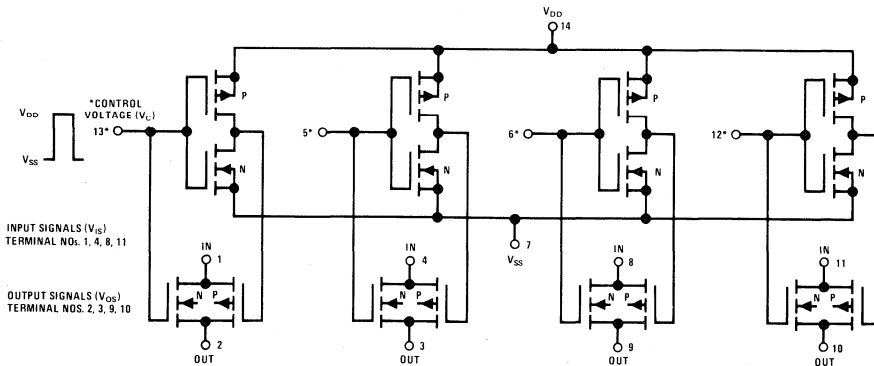 VDD
14
*CONTROL
VOLTAGE (VC)
VDD
VSS
13*
P
N
5*
P
N
6*
P
N
12*
P
N
7
VSS
INPUT SIGNALS (VIS)
TERMINAL NOs. 1, 4, 8, 11
OUTPUT SIGNALS (VOS)
TERMINAL NOS. 2, 3, 9, 10
IN
1
N P
2
OUT
IN
4
N P
3
OUT
IN
8
N P
9
OUT
IN
11
N P
10
OUT